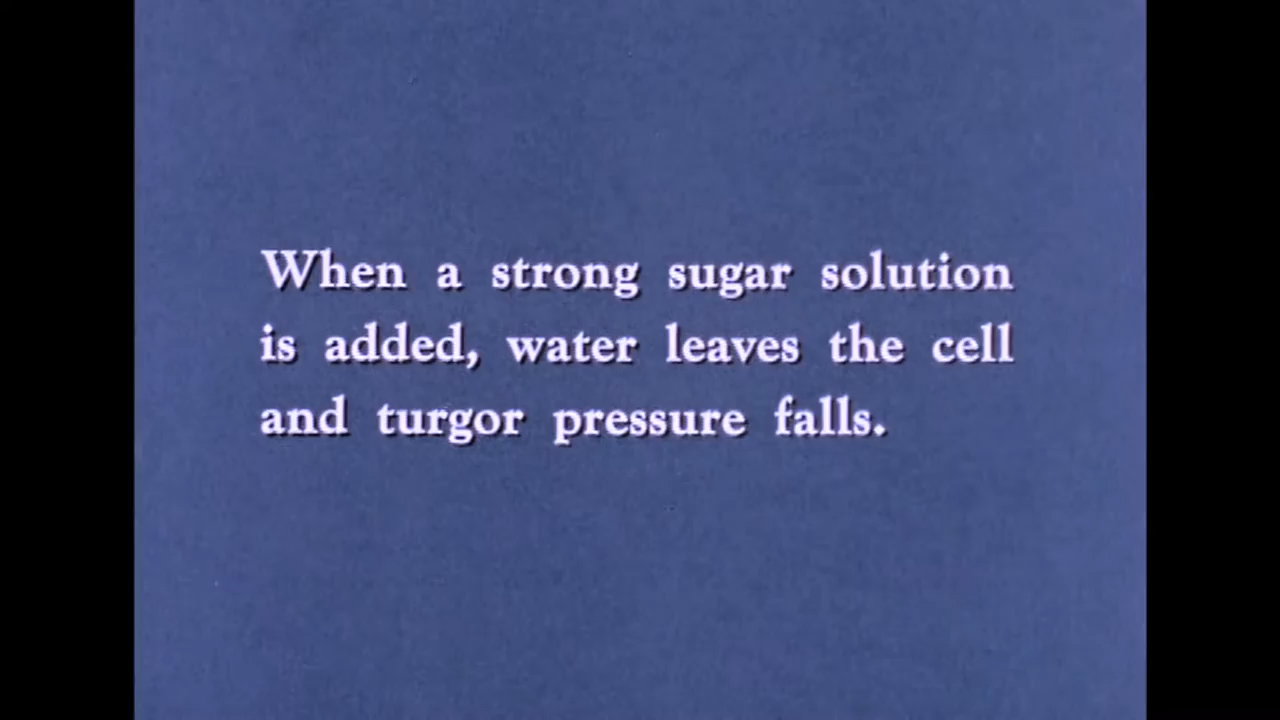 When a strong sugar solution
is added, water leaves the cell
and turgor pressure falls.